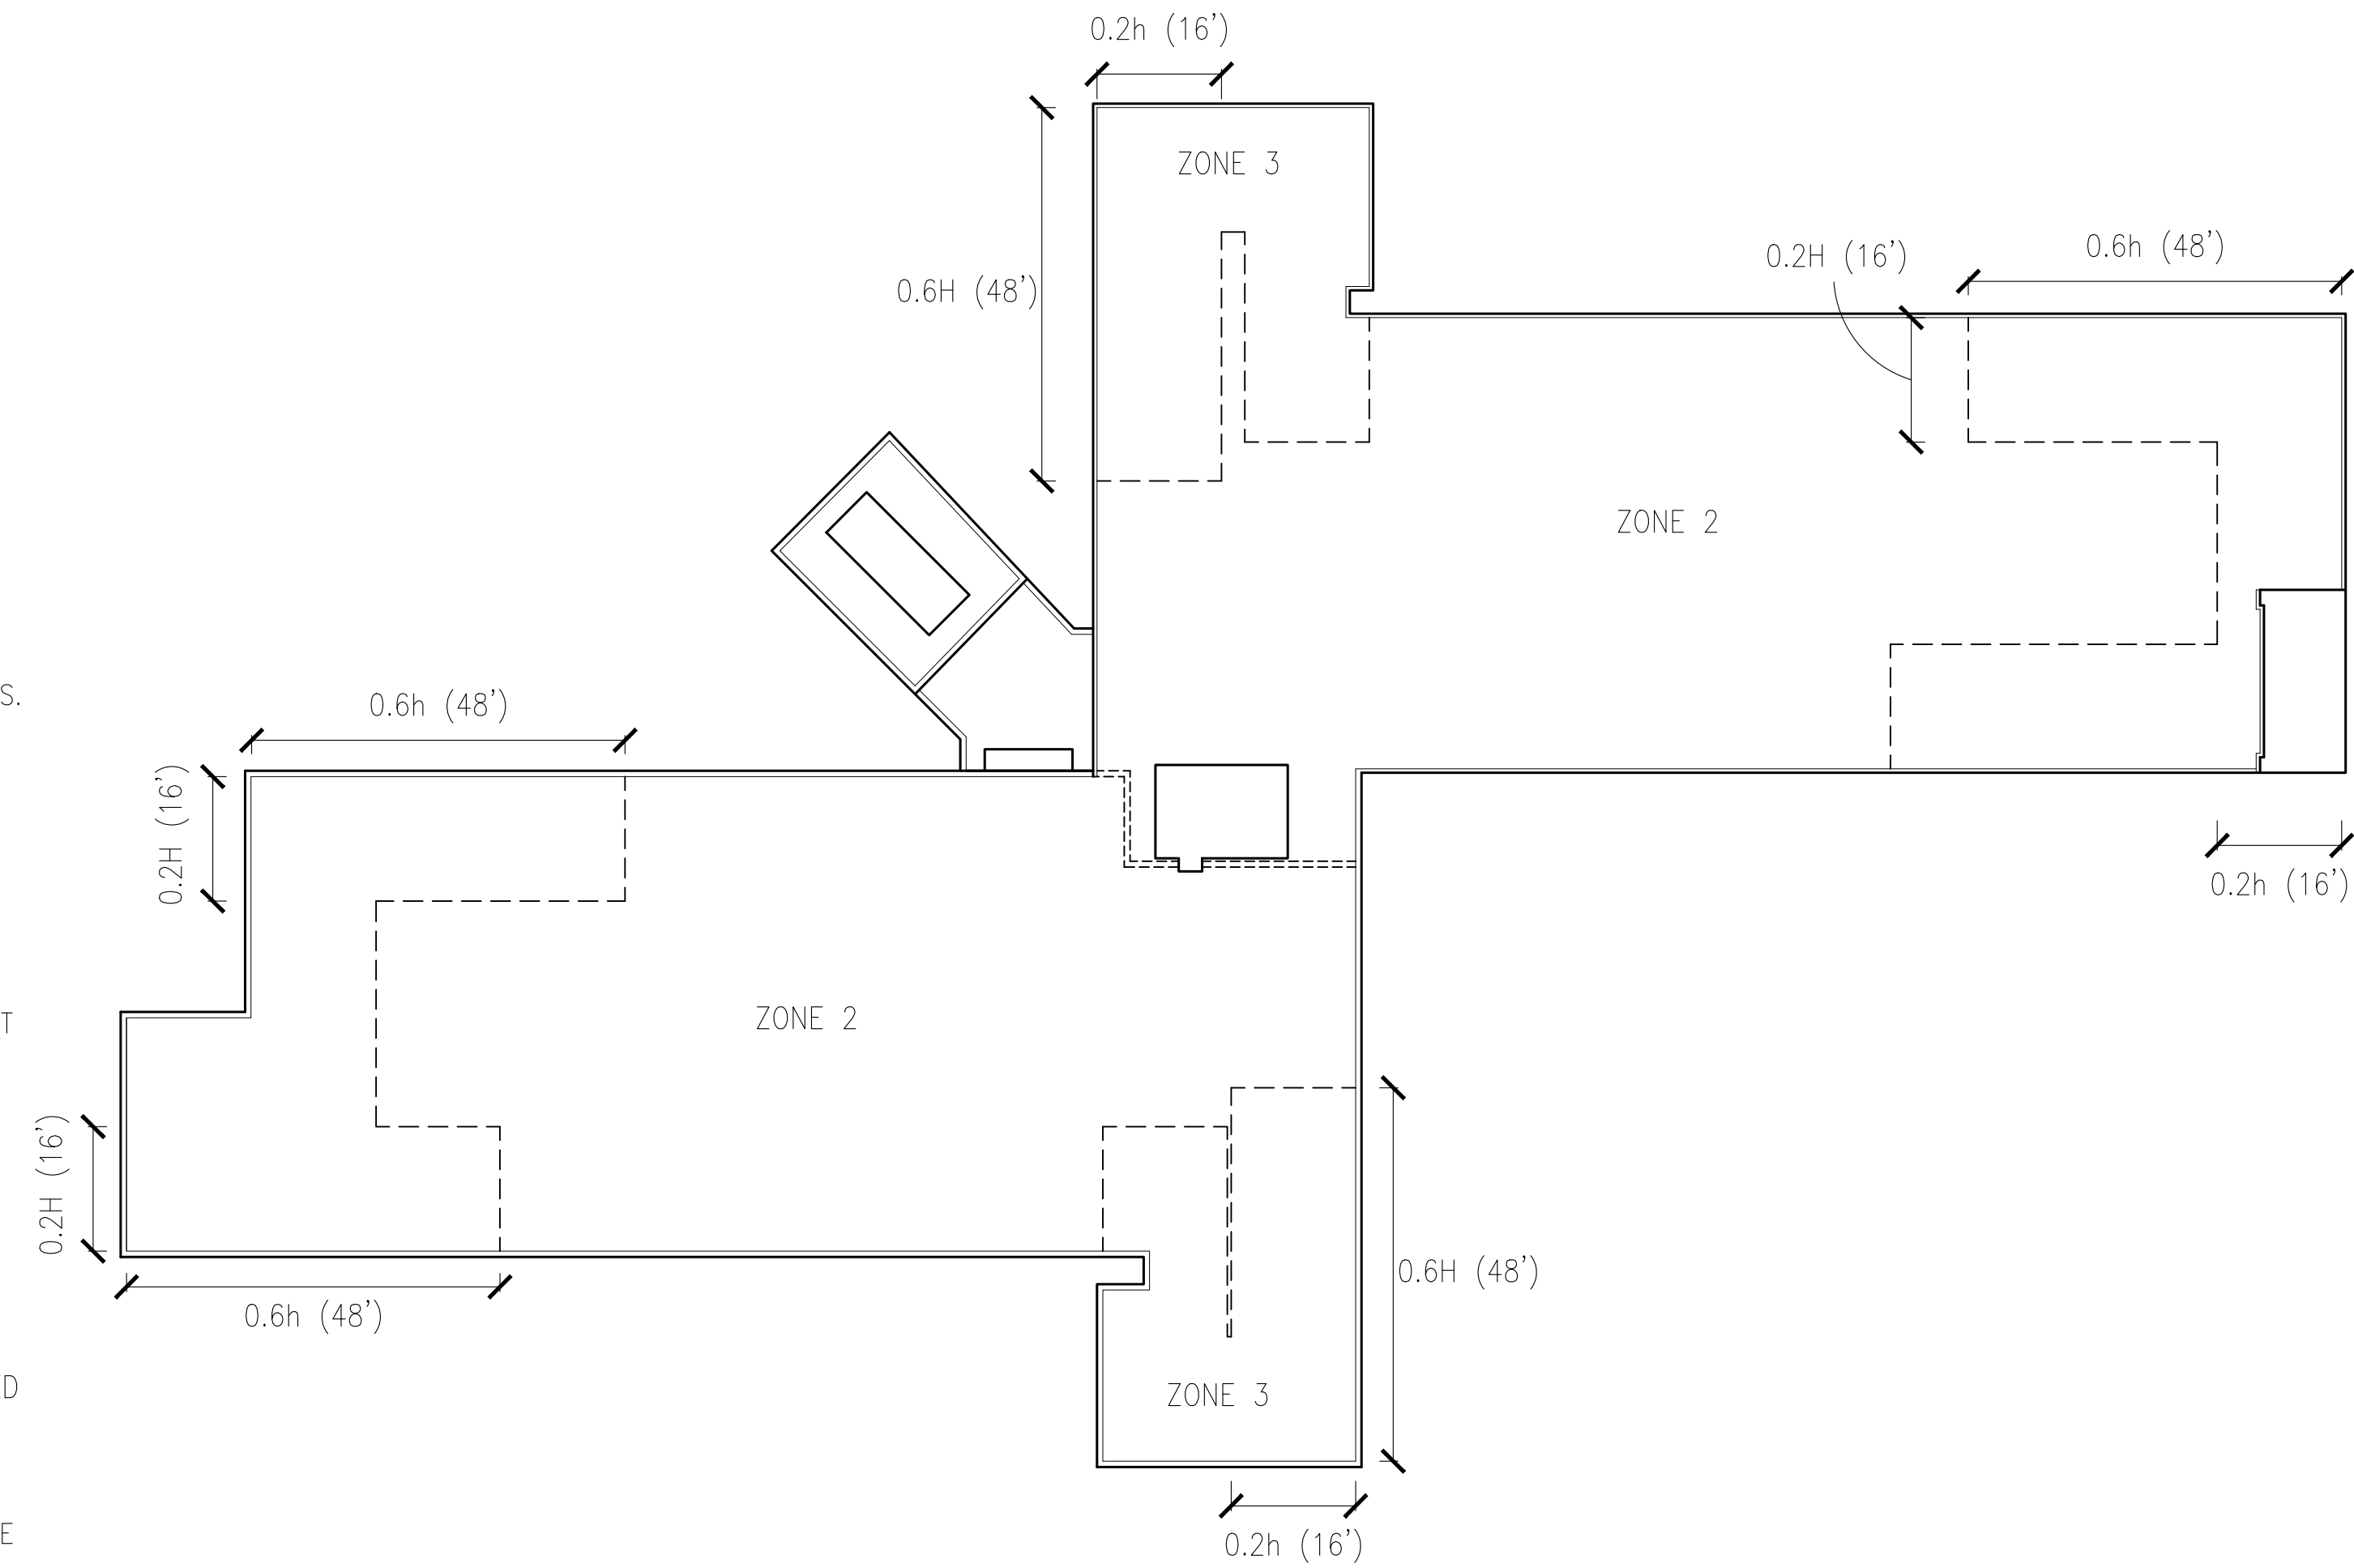 0.2h (16')
ZONE 3
0.6H (48')
0.2H (16')
0.6h (48')
ZONE 2
S.
0.6h (48')
0.2H (16')
0.2h (16')
ZONE 2
T
0.2H (16')
0.6H (48')
0.6h (48')
D
ZONE 3
E
0.2h (16')